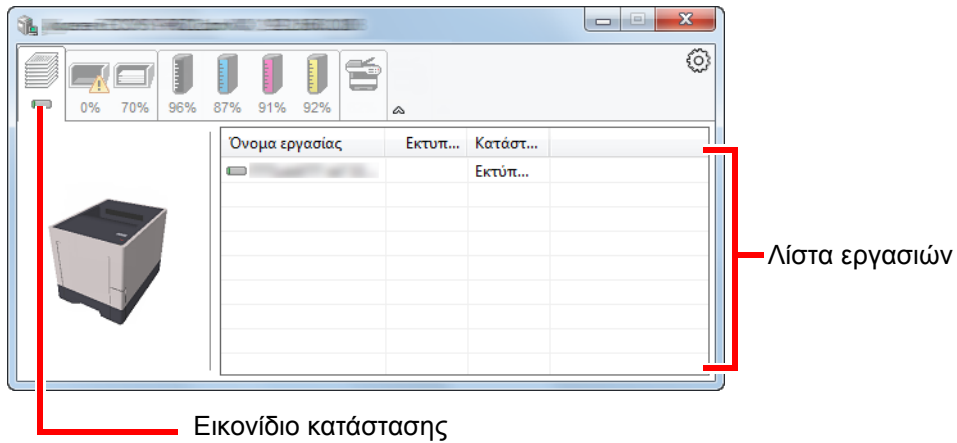 0% 70% 96% 87% 91% 92%
Όνομα εργασίας Εκτυπ... Κατάστ...
Εκτύπ...
Λίστα εργασιών
Εικονίδιο κατάστασης